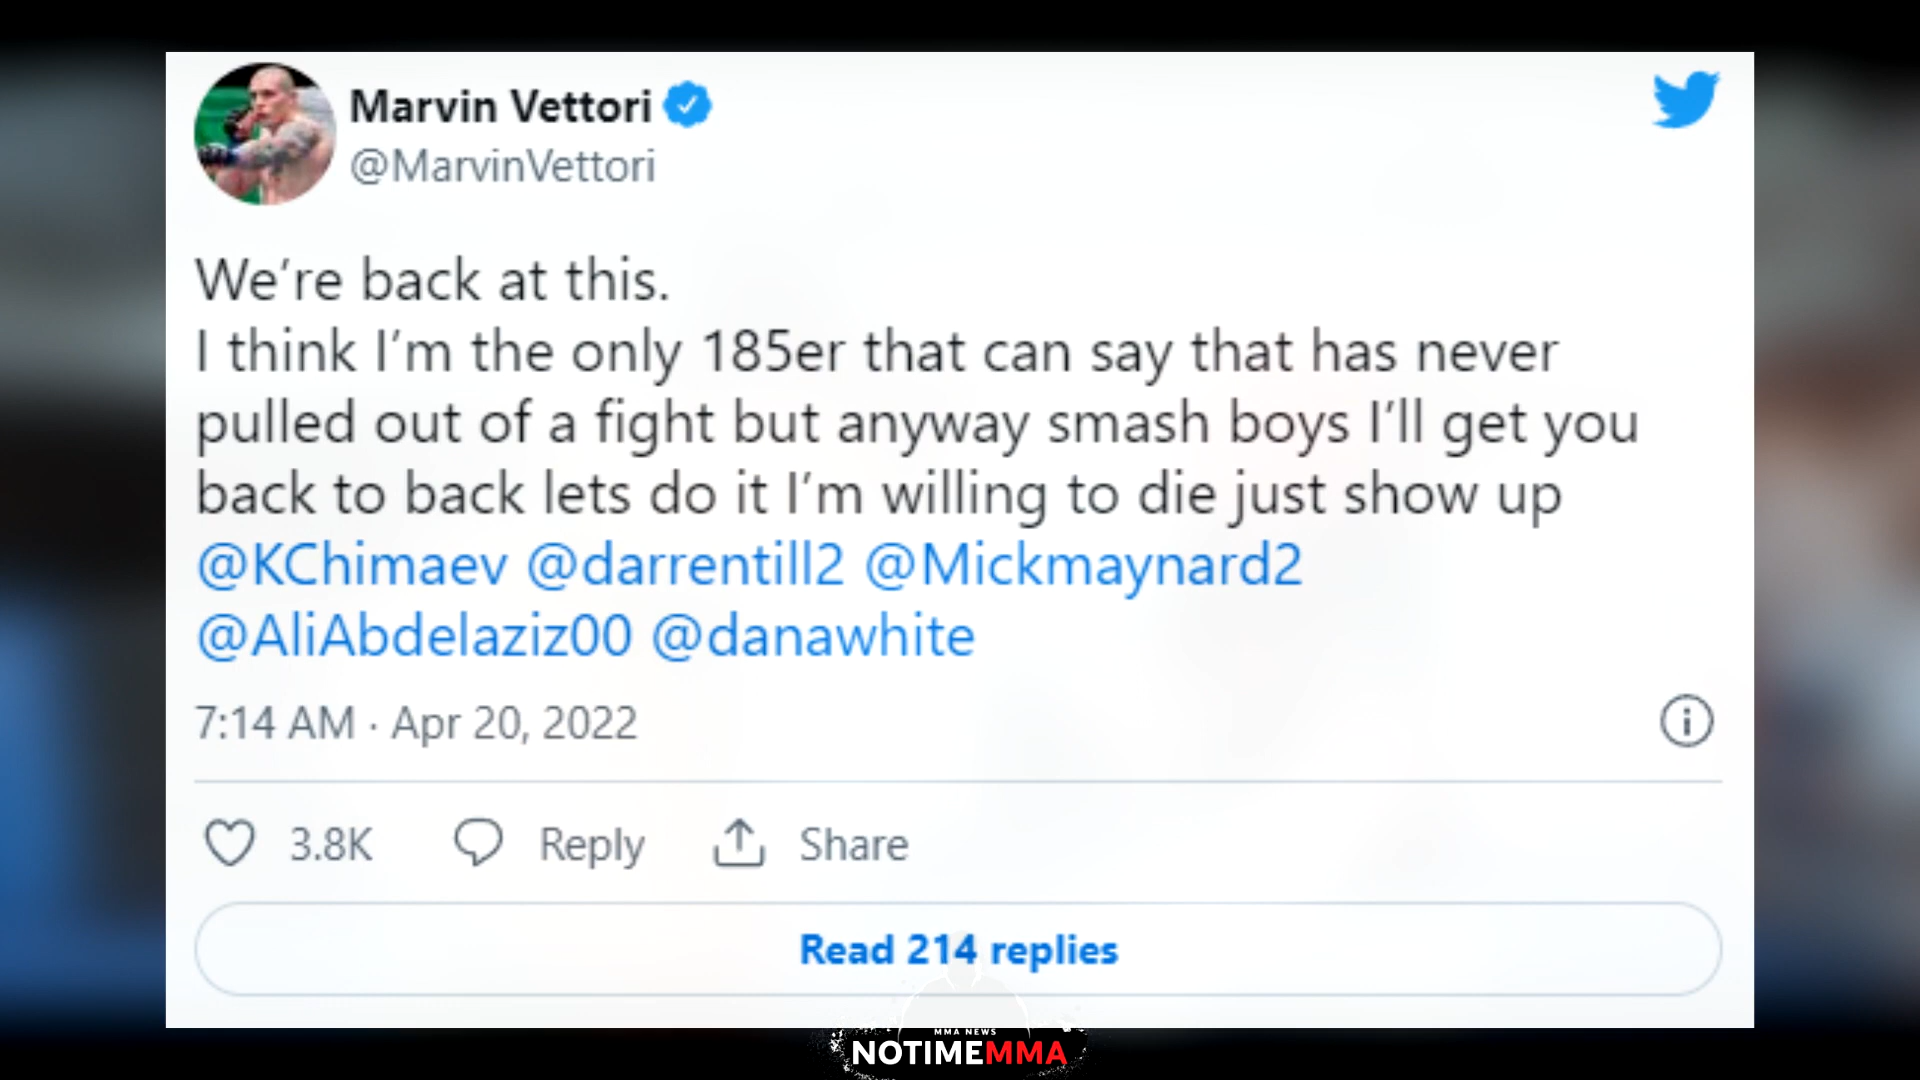 Marvin Vettori
@MarvinVettori
We’re back at this.
I think I’m the only 185er that can say that has never
pulled out of a fight but anyway smash boys I’ll get you
back to back lets do it I’m willing to die just show up
@KChimaev @darrentill2 @Mickmaynard2
@AliAbdelaziz00 @danawhite
7:14 AM · Apr 20, 2022
3.8K Reply Share
Read 214 replies
MMA NEWS
NOTIMEMMA